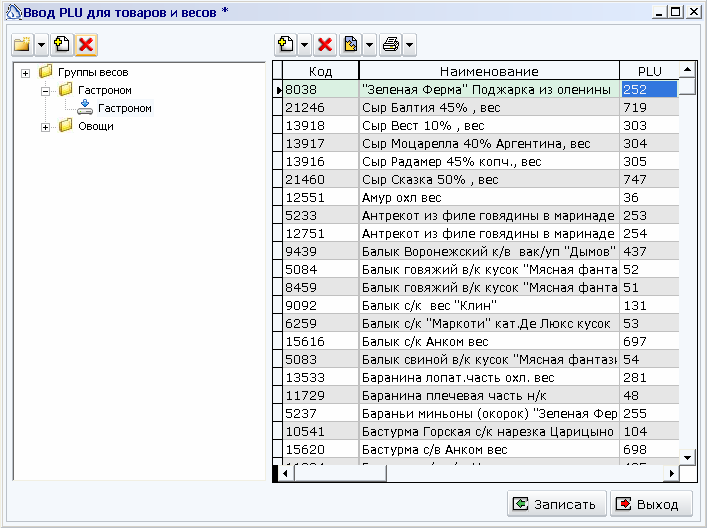 Ввод PLU для товаров и весов *
Группы весов
Гастроном
Гастроном
Овощи
Код Наименование PLU
8038 "Зеленая Ферма" Поджарка из оленины 252
21246 Сыр Балтия 45% , вес 719
13918 Сыр Вест 10% , вес 303
13917 Сыр Моцарелла 40% Аргентина, вес 304
13916 Сыр Радамер 45% копч., вес 305
21460 Сыр Сказка 50% , вес 747
12551 Амур охл вес 36
5233 Антрекот из филе говядины в маринаде 253
12751 Антрекот из филе говядины в маринаде 254
9439 Балык Воронежский к/в вак/уп "Дымов" 437
5084 Балык говяжий в/к кусок "Мясная фанта 52
8459 Балык говяжий в/к кусок "Мясная фанта 51
9092 Балык с/к вес "Клин" 131
6259 Балык с/к "Маркоти" кат.Де Люкс кусок 53
15616 Балык с/к Анком вес 697
5083 Балык свиной в/к кусок "Мясная фантази 54
13533 Баранина лопат.часть охл. вес 281
11729 Баранина плечевая часть н/к 48
5237 Бараньи миньоны (окорок) "Зеленая Фер 255
10541 Бастурма Горская с/к нарезка Царицыно 104
15620 Бастурма с/в Анком вес 698
Записать Выход